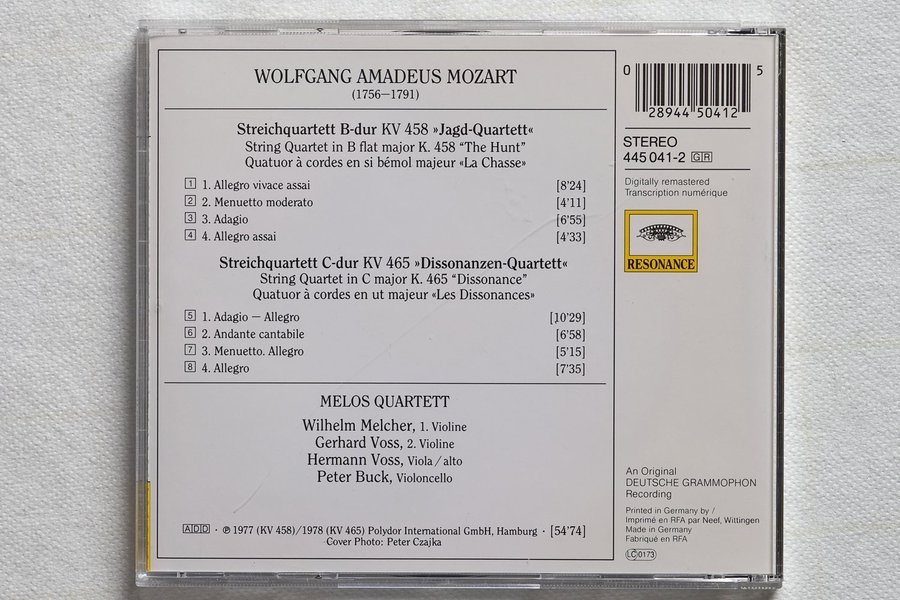 WOLFGANG AMADEUS MOZART
(1756–1791)
Streichquartett B-dur KV 458 »Jagd-Quartett«
String Quartet in B flat major K. 458 “The Hunt”
Quatuor à cordes en si bémol majeur «La Chasse»
1 1. Allegro vivace assai [8'24]
2 2. Menuetto moderato [4'11]
3 3. Adagio [6'55]
4 4. Allegro assai [4'33]
Streichquartett C-dur KV 465 »Dissonanzen-Quartett«
String Quartet in C major K. 465 “Dissonance”
Quatuor à cordes en ut majeur «Les Dissonances»
5 1. Adagio – Allegro [10'29]
6 2. Andante cantabile [6'58]
7 3. Menuetto. Allegro [5'15]
8 4. Allegro [7'35]
MELOS QUARTETT
Wilhelm Melcher, 1. Violine
Gerhard Voss, 2. Violine
Hermann Voss, Viola / alto
Peter Buck, Violoncello
ADD · ℗ 1977 (KV 458)/1978 (KV 465) Polydor International GmbH, Hamburg · [54'74]
Cover Photo: Peter Czajka
0 28944 50412 5
STEREO
445 041-2 GR
Digitally remastered
Transcription numérique
RESONANCE
An Original
DEUTSCHE GRAMMOPHON
Recording
Printed in Germany by /
Imprimé en RFA par Neel, Wittingen
Made in Germany
Fabriqué en RFA
LC 0173